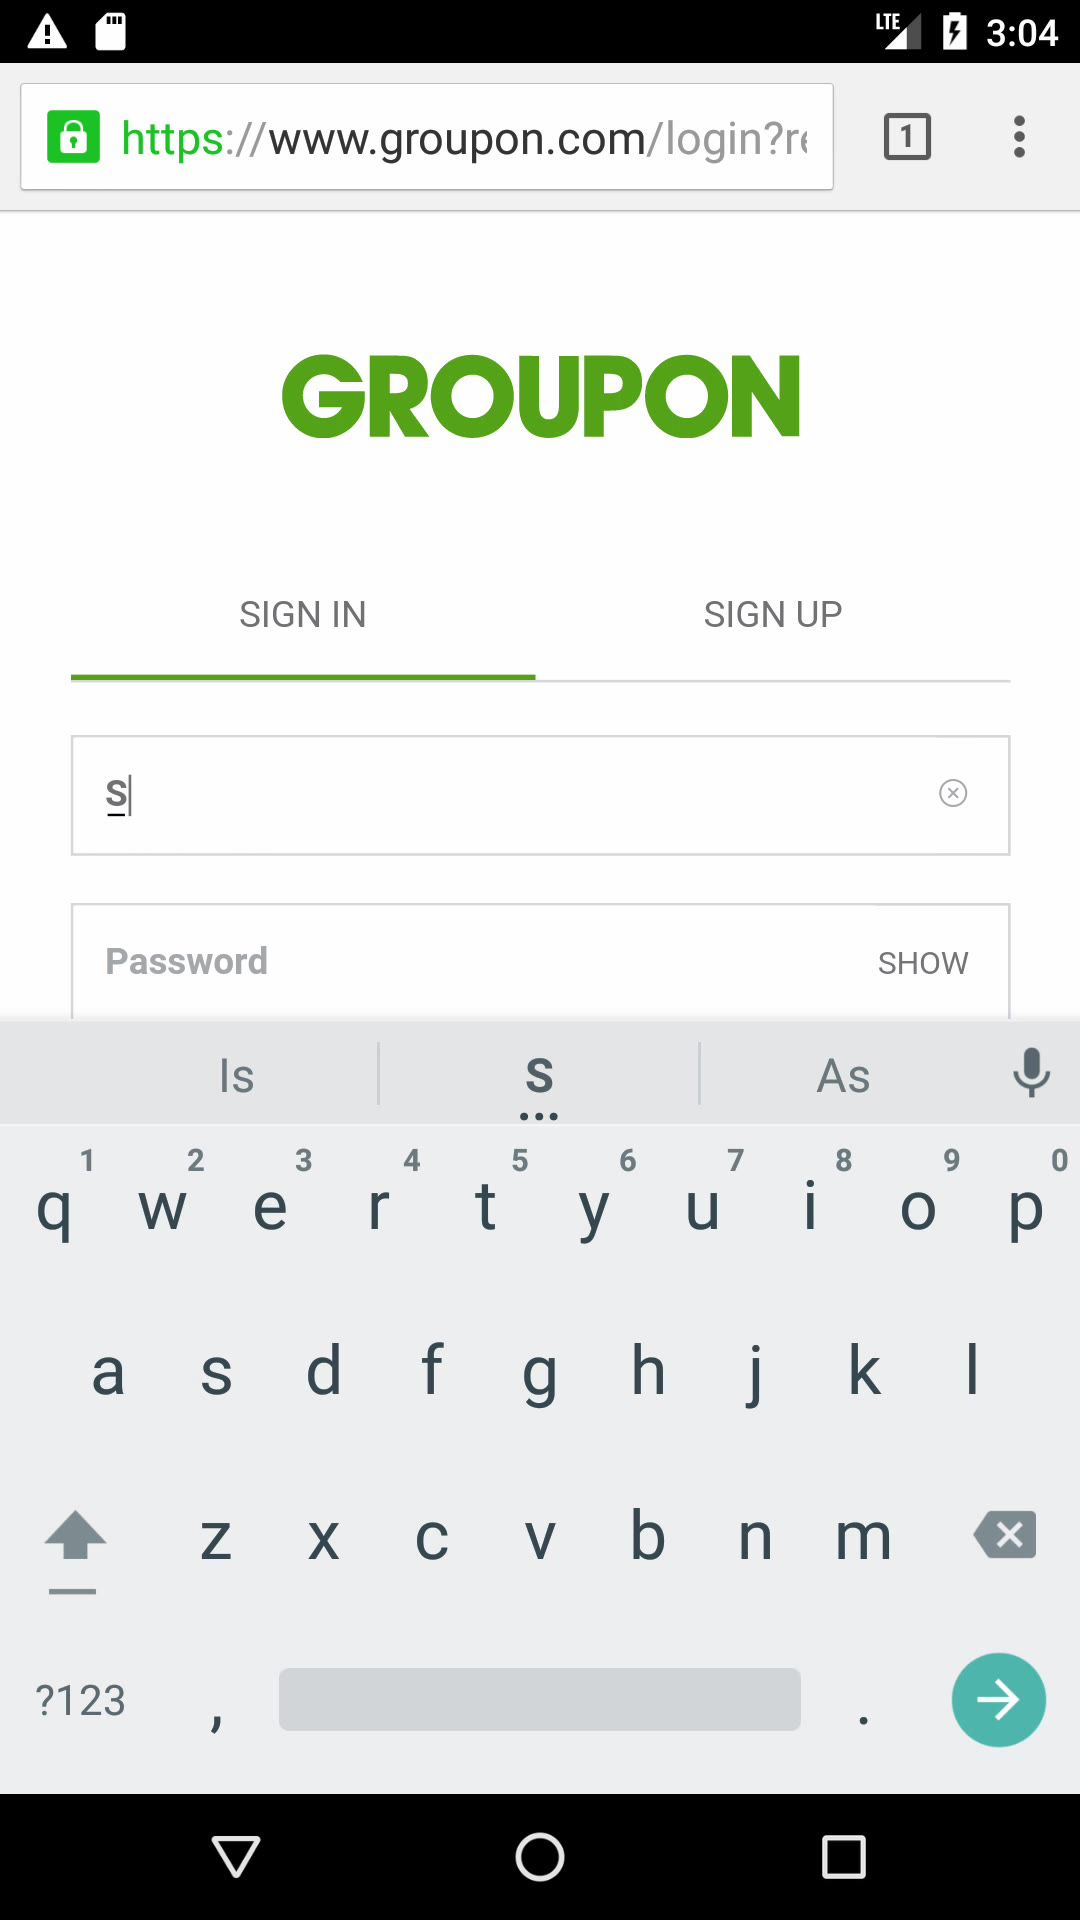 LTE 3:04
https://www.groupon.com/login?re
1
GROUPON
SIGN IN SIGN UP
S
Password SHOW
Is S As
1 2 3 4 5 6 7 8 9 0
q w e r t y u i o p
a s d f g h j k l
z x c v b n m
?123 , .